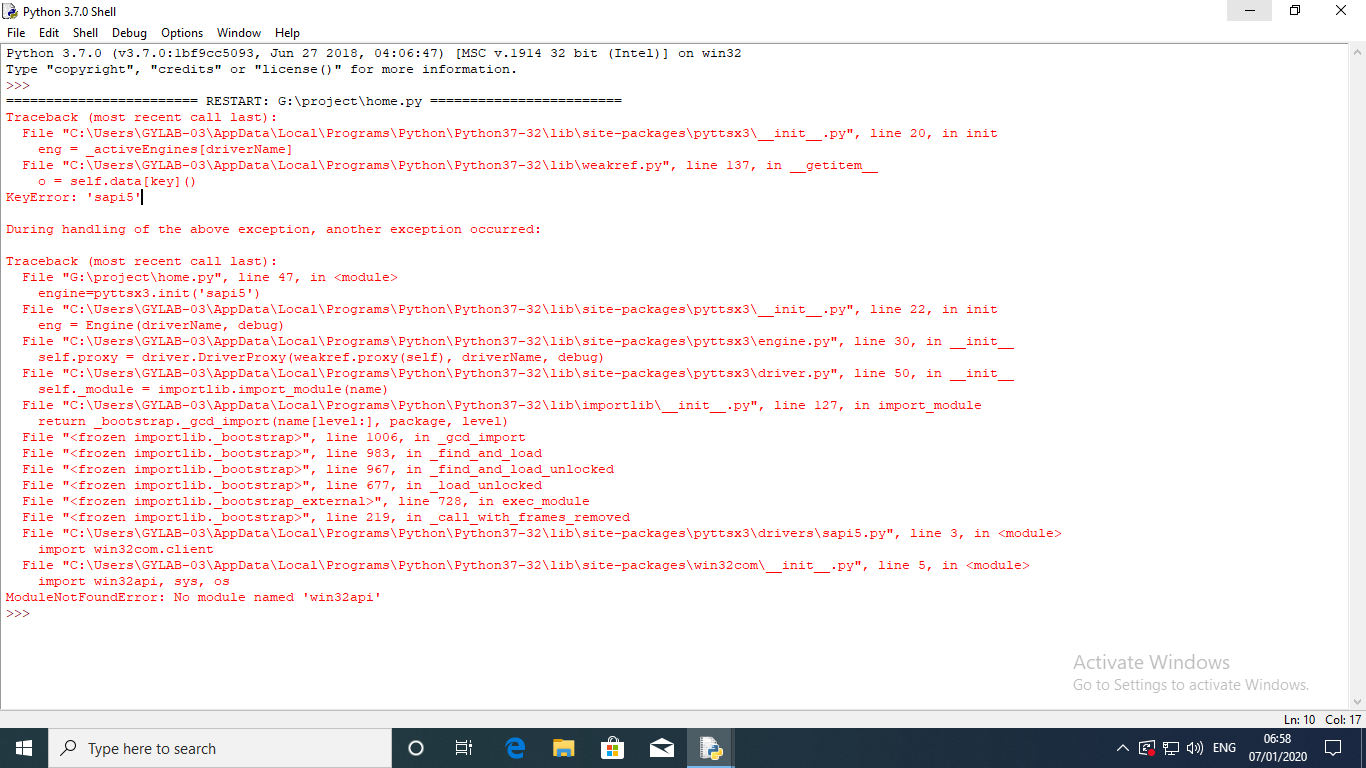 Python 3.7.0 Shell
File Edit Shell Debug Options Window Help
Python 3.7.0 (v3.7.0:1bf9cc5093, Jun 27 2018, 04:06:47) [MSC v.1914 32 bit (Intel)] on win32
Type "copyright", "credits" or "license()" for more information.
>>>
======================== RESTART: G:\project\home.py ========================
Traceback (most recent call last):
  File "C:\Users\GYLAB-03\AppData\Local\Programs\Python\Python37-32\lib\site-packages\pyttsx3\__init__.py", line 20, in init
    eng = _activeEngines[driverName]
  File "C:\Users\GYLAB-03\AppData\Local\Programs\Python\Python37-32\lib\weakref.py", line 137, in __getitem__
    o = self.data[key]()
KeyError: 'sapi5'
During handling of the above exception, another exception occurred:
Traceback (most recent call last):
  File "G:\project\home.py", line 47, in <module>
    engine=pyttsx3.init('sapi5')
  File "C:\Users\GYLAB-03\AppData\Local\Programs\Python\Python37-32\lib\site-packages\pyttsx3\__init__.py", line 22, in init
    eng = Engine(driverName, debug)
  File "C:\Users\GYLAB-03\AppData\Local\Programs\Python\Python37-32\lib\site-packages\pyttsx3\engine.py", line 30, in __init__
    self.proxy = driver.DriverProxy(weakref.proxy(self), driverName, debug)
  File "C:\Users\GYLAB-03\AppData\Local\Programs\Python\Python37-32\lib\site-packages\pyttsx3\driver.py", line 50, in __init__
    self._module = importlib.import_module(name)
  File "C:\Users\GYLAB-03\AppData\Local\Programs\Python\Python37-32\lib\importlib\__init__.py", line 127, in import_module
    return _bootstrap._gcd_import(name[level:], package, level)
  File "<frozen importlib._bootstrap>", line 1006, in _gcd_import
  File "<frozen importlib._bootstrap>", line 983, in _find_and_load
  File "<frozen importlib._bootstrap>", line 967, in _find_and_load_unlocked
  File "<frozen importlib._bootstrap>", line 677, in _load_unlocked
  File "<frozen importlib._bootstrap_external>", line 728, in exec_module
  File "<frozen importlib._bootstrap>", line 219, in _call_with_frames_removed
  File "C:\Users\GYLAB-03\AppData\Local\Programs\Python\Python37-32\lib\site-packages\pyttsx3\drivers\sapi5.py", line 3, in <module>
    import win32com.client
  File "C:\Users\GYLAB-03\AppData\Local\Programs\Python\Python37-32\lib\site-packages\win32com\__init__.py", line 5, in <module>
    import win32api, sys, os
ModuleNotFoundError: No module named 'win32api'
>>>
Activate Windows
Go to Settings to activate Windows.
Ln: 10 Col: 17
Type here to search
ENG
06:58
07/01/2020